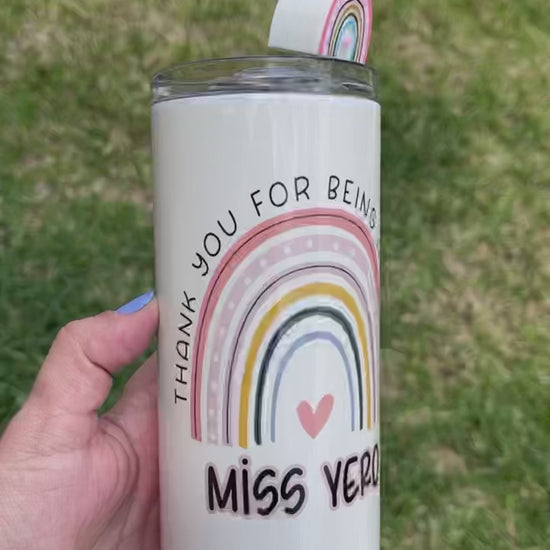 THANK YOU FOR BEING
MiSS YERO